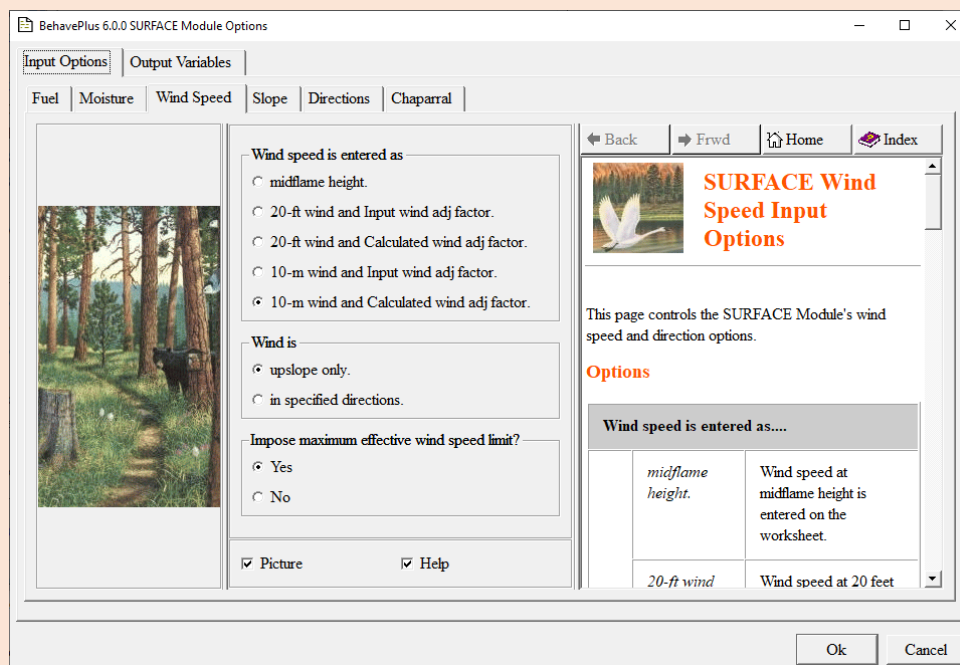 BehavePlus 6.0.0 SURFACE Module Options
Input Options
Output Variables
Fuel
Moisture
Wind Speed
Slope
Directions
Chaparral
Wind speed is entered as
midflame height.
20-ft wind and Input wind adj factor.
20-ft wind and Calculated wind adj factor.
10-m wind and Input wind adj factor.
10-m wind and Calculated wind adj factor.
Wind is
upslope only.
in specified directions.
Impose maximum effective wind speed limit?
Yes
No
Picture
Help
Back
Frwd
Home
Index
SURFACE Wind
Speed Input
Options
This page controls the SURFACE Module's wind
speed and direction options.
Options
Wind speed is entered as....
midflame
height.
Wind speed at
midflame height is
entered on the
worksheet.
20-ft wind
Wind speed at 20 feet
Ok
Cancel